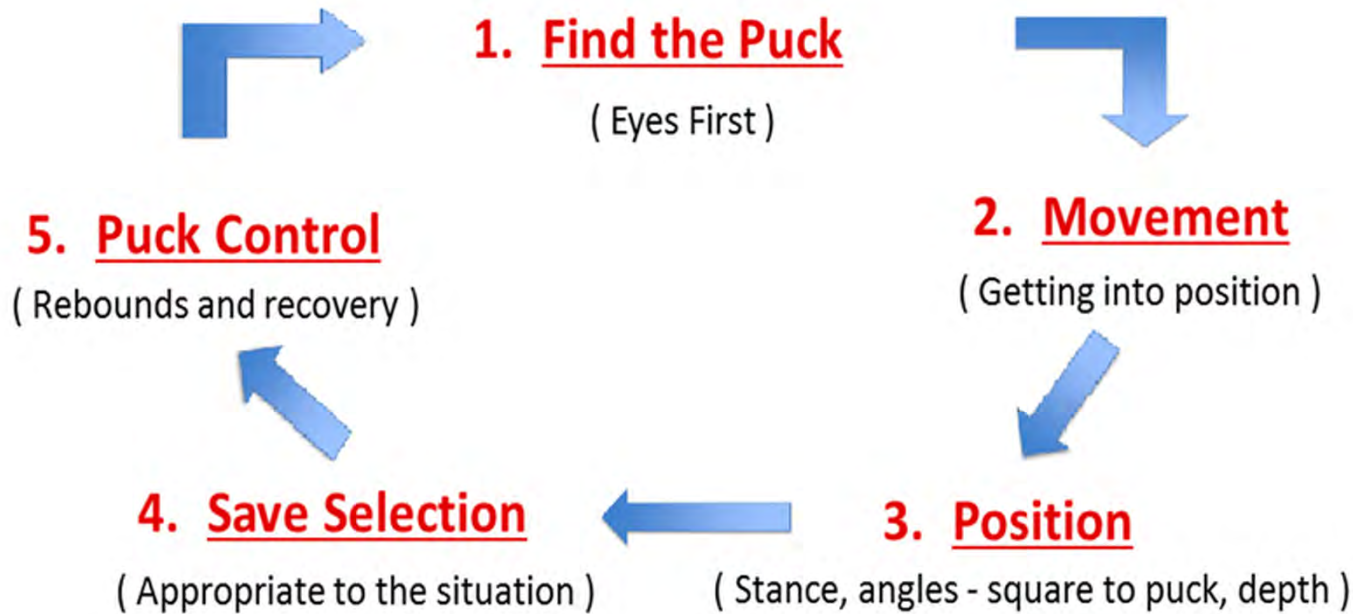 1. Find the Puck
( Eyes First )
2. Movement
( Getting into position )
3. Position
( Stance, angles - square to puck, depth )
4. Save Selection
( Appropriate to the situation )
5. Puck Control
( Rebounds and recovery )